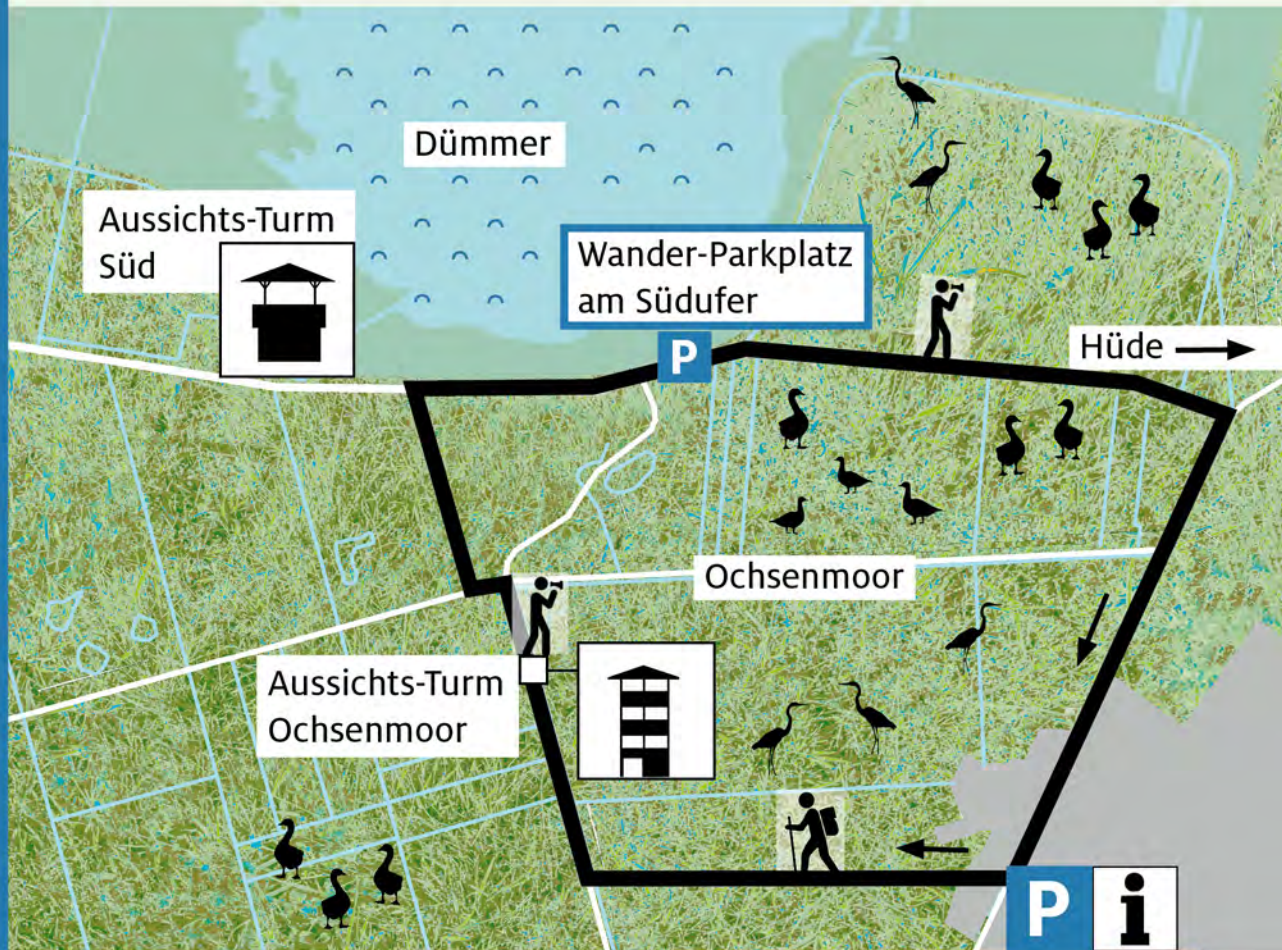 Dümmer
Aussichts-Turm
Süd
Wander-Parkplatz
am Südufer
P
Hüde
Ochsenmoor
Aussichts-Turm
Ochsenmoor
P
i